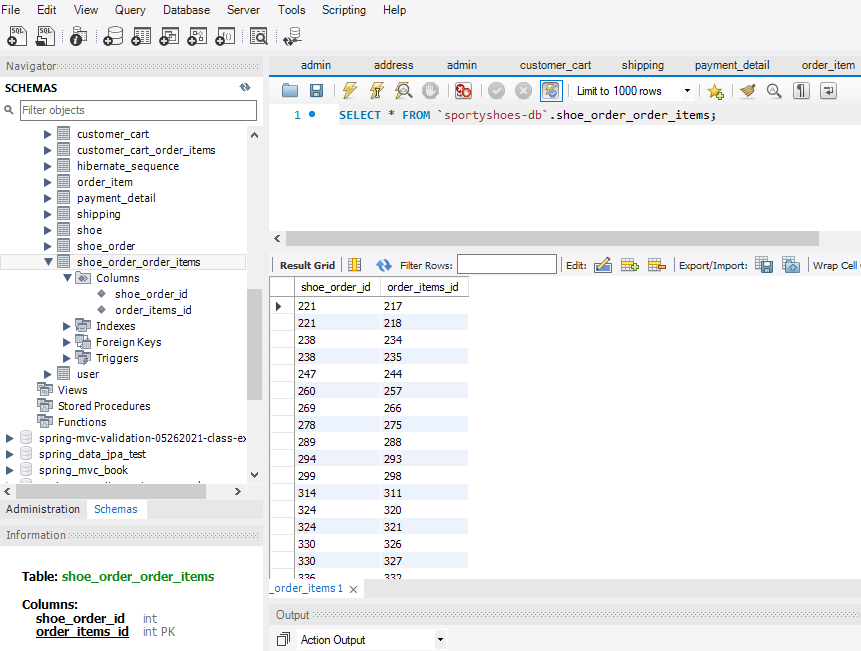 File Edit View Query Database Server Tools Scripting Help
Navigator
SCHEMAS
Filter objects
customer_cart
customer_cart_order_items
hibernate_sequence
order_item
payment_detail
shipping
shoe
shoe_order
shoe_order_order_items
Columns
shoe_order_id
order_items_id
Indexes
Foreign Keys
Triggers
user
Views
Stored Procedures
Functions
spring-mvc-validation-05262021-class-ex
spring_data_jpa_test
spring_mvc_book
Administration Schemas
Information
Table: shoe_order_order_items
Columns:
shoe_order_id int
order_items_id int PK
admin address admin customer_cart shipping payment_detail order_item
Limit to 1000 rows
1 SELECT * FROM `sportyshoes-db`.shoe_order_order_items;
Result Grid Filter Rows: Edit: Export/Import: Wrap Cell
shoe_order_id order_items_id
221 217
221 218
238 234
238 235
247 244
260 257
269 266
278 275
289 288
294 293
299 298
314 311
324 320
324 321
330 326
330 327
336 332
_order_items 1
Output
Action Output